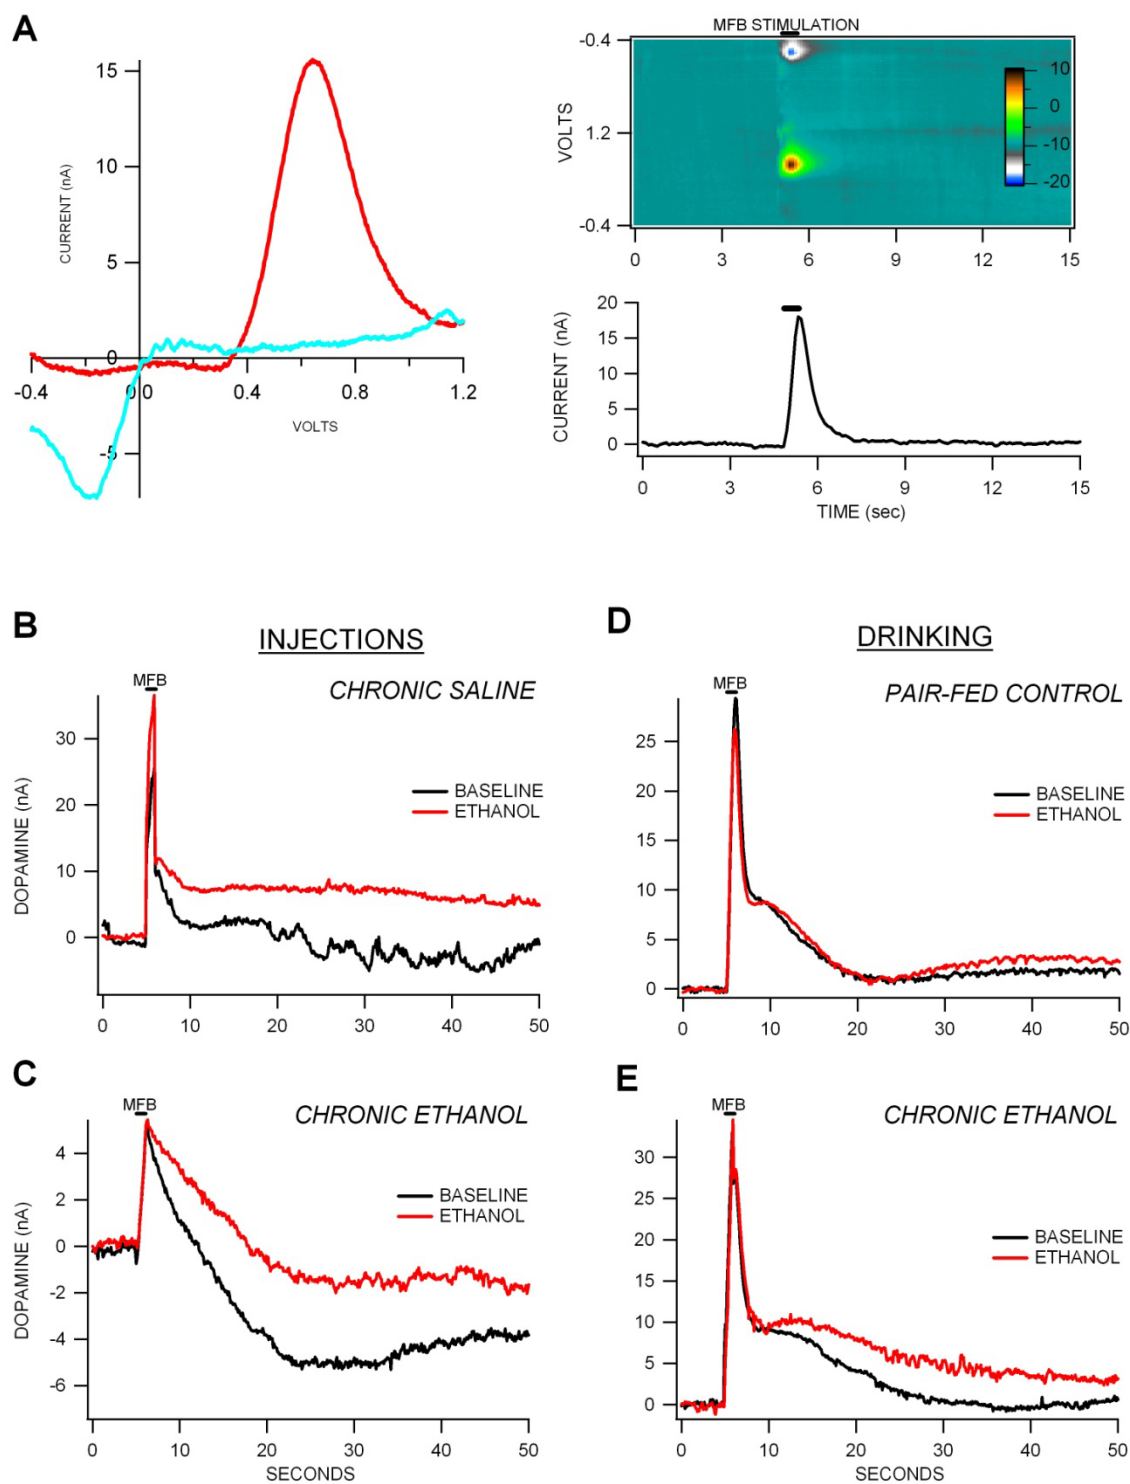 A
15
10
5
0
-5
CURRENT (nA)
-0.4
0.0
0.4
0.8
1.2
VOLTS
MFB STIMULATION
-0.4
1.2
-0.4
VOLTS
10
0
-10
-20
0
3
6
9
12
15
20
15
10
5
0
CURRENT (nA)
0
3
6
9
12
15
TIME (sec)
B
INJECTIONS
MFB
CHRONIC SALINE
BASELINE
ETHANOL
30
20
10
0
DOPAMINE (nA)
0
10
20
30
40
50
D
DRINKING
MFB
PAIR-FED CONTROL
BASELINE
ETHANOL
25
20
15
10
5
0
0
10
20
30
40
50
C
MFB
CHRONIC ETHANOL
BASELINE
ETHANOL
4
2
0
-2
-4
-6
DOPAMINE (nA)
0
10
20
30
40
50
SECONDS
E
MFB
CHRONIC ETHANOL
BASELINE
ETHANOL
30
25
20
15
10
5
0
0
10
20
30
40
50
SECONDS